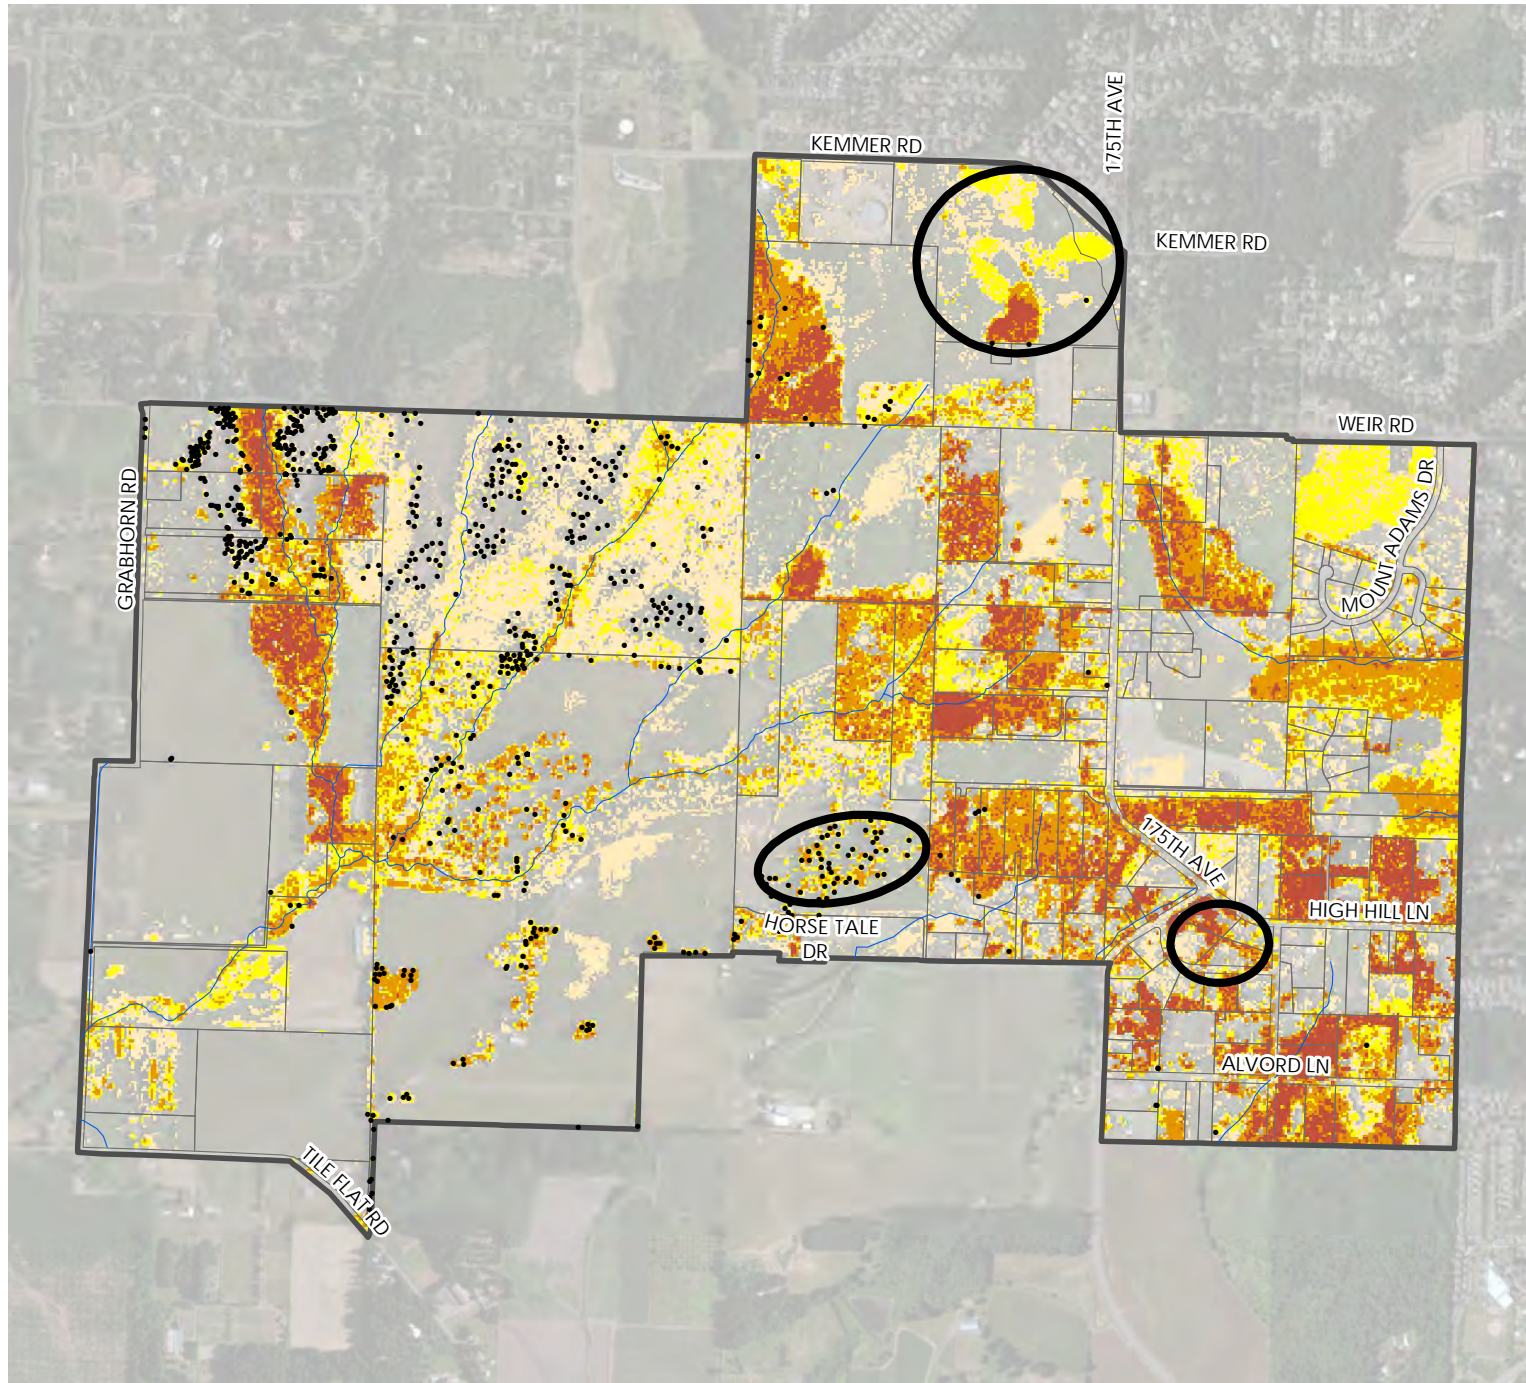 KEMMER RD
175TH AVE
KEMMER RD
WEIR RD
MOUNT ADAMS DR
GRABHORN RD
175TH AVE
HIGH HILL LN
HORSE TALE
DR
ALVORD LN
TILE FLAT RD